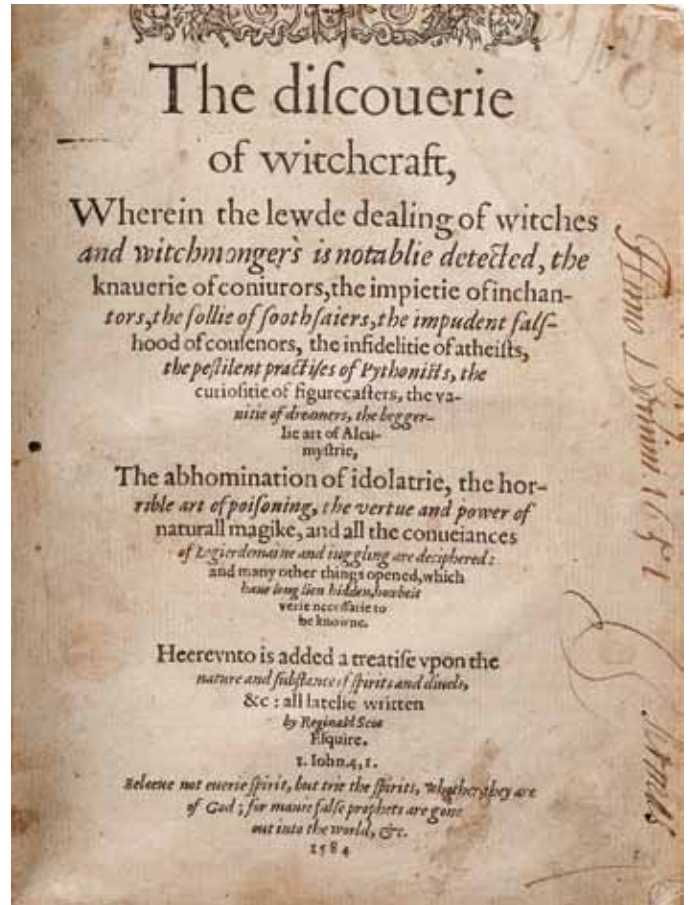 The diſcouerie
of witchcraft,
Wherein the lewde dealing of witches
and witchmongers is notablie detected, the
knauerie of coniurors, the impietie of inchan-
tors, the follie of ſoothſaiers, the impudent falſ-
hood of couſenors, the infidelitie of atheiſts,
the peſtilent practiſes of Pythoniſts, the
curioſitie of figurecaſters, the va-
nitie of dreamers, the begger-
lie art of Alcu-
myſtrie,
The abhomination of idolatrie, the hor-
rible art of poiſoning, the vertue and power of
naturall magike, and all the conueiances
of Legierdemaine and iuggling are deciphered:
and many other things opened, which
haue long lien hidden, howbeit
verie neceſſarie to
be knowne.
Heerevnto is added a treatiſe vpon the
nature and ſubſtance of ſpirits and diuels,
&c : all latelie written
by Reginald Scot
Eſquire.
1. Iohn.4,1.
Beleeue not euerie ſpirit, but trie the ſpirits, whether they are
of God; for manie falſe prophets are gone
out into the world, &c.
1584
Anno Domini 1651